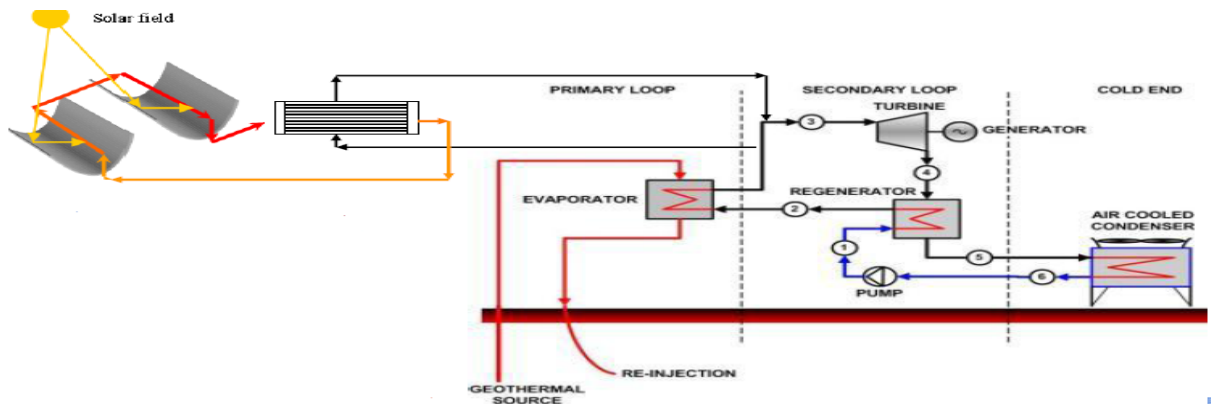 Solar field
PRIMARY LOOP
SECONDARY LOOP
COLD END
TURBINE
GENERATOR
3
4
EVAPORATOR
REGENERATOR
2
AIR COOLED
CONDENSER
1
5
6
PUMP
RE-INJECTION
GEOTHERMAL
SOURCE